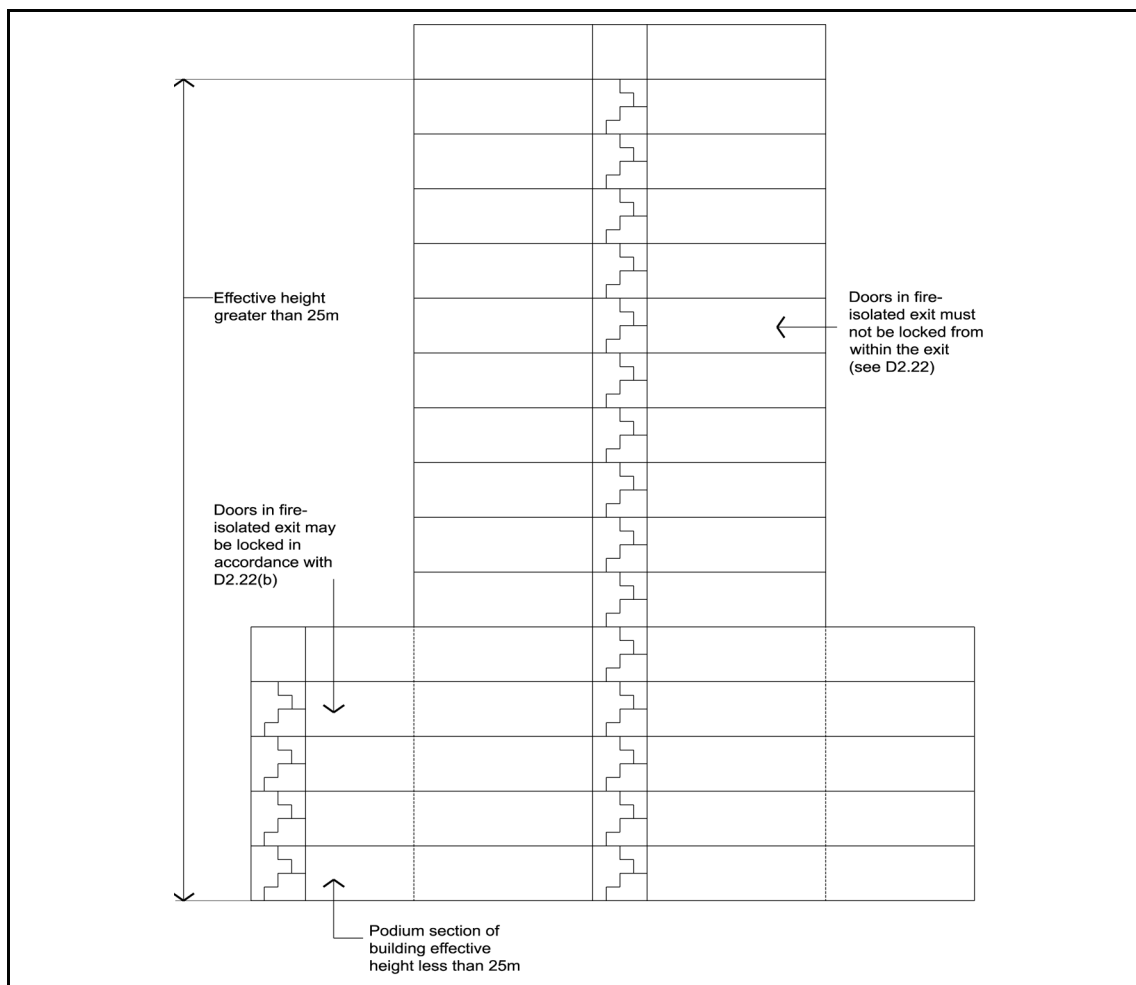 Effective height
greater than 25m
Doors in fire-
isolated exit must
not be locked from
within the exit
(see D2.22)
Doors in fire-
isolated exit may
be locked in
accordance with
D2.22(b)
Podium section of
building effective
height less than 25m